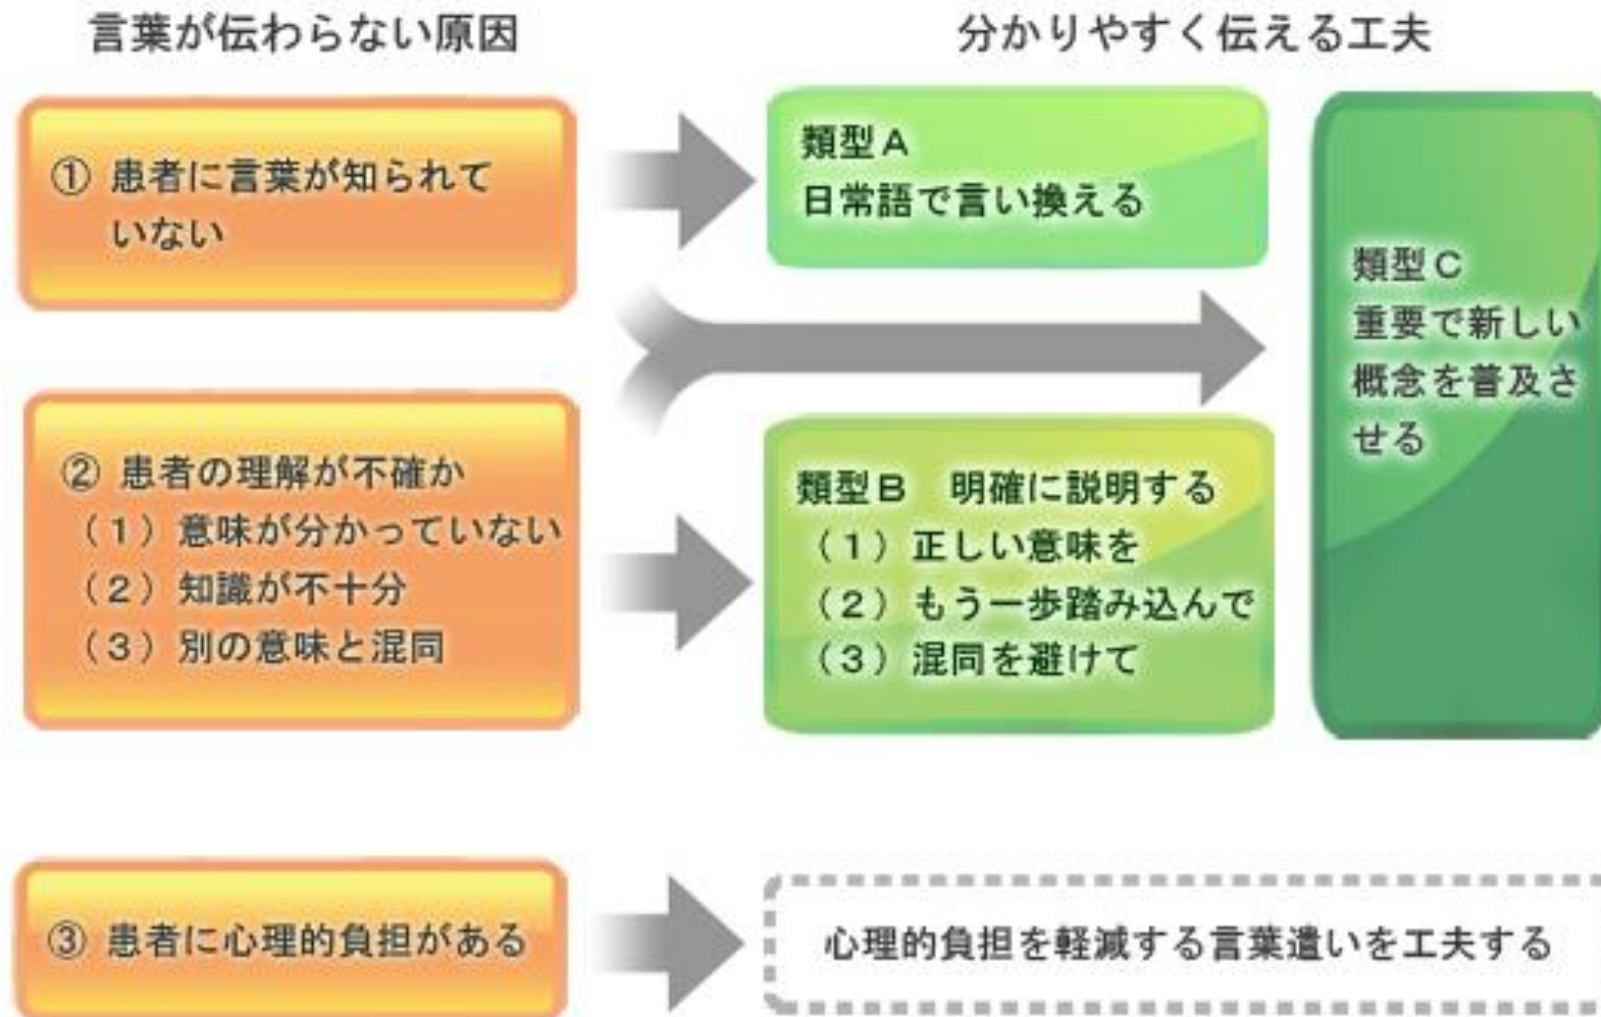 言葉が伝わらない原因
分かりやすく伝える工夫
① 患者に言葉が知られて
いない
類型A
日常語で言い換える
類型C
重要で新しい
概念を普及さ
せる
② 患者の理解が不確か
（1）意味が分かっていない
（2）知識が不十分
（3）別の意味と混同
類型B　明確に説明する
（1）正しい意味を
（2）もう一歩踏み込んで
（3）混同を避けて
③ 患者に心理的負担がある
心理的負担を軽減する言葉遣いを工夫する